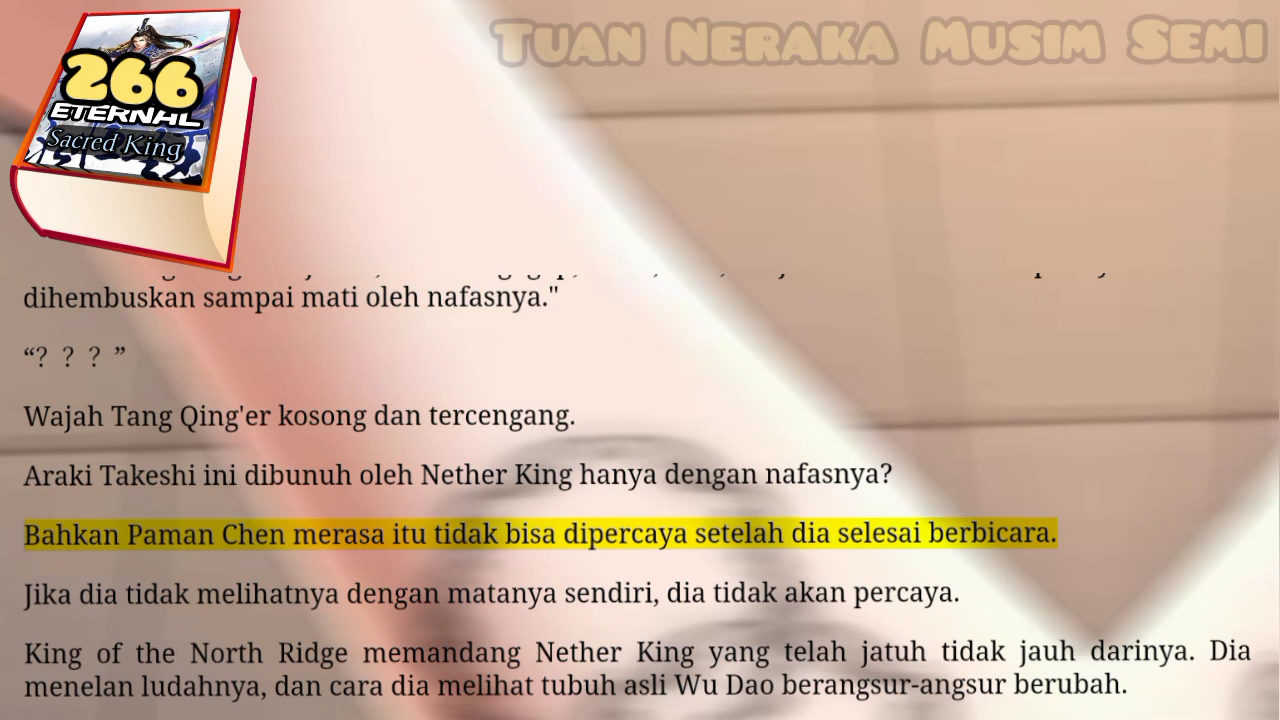 Tuan Neraka Musim Semi
266
ETERNAL
Sacred King
dihembuskan sampai mati oleh nafasnya."
“? ? ? ”
Wajah Tang Qing'er kosong dan tercengang.
Araki Takeshi ini dibunuh oleh Nether King hanya dengan nafasnya?
Bahkan Paman Chen merasa itu tidak bisa dipercaya setelah dia selesai berbicara.
Jika dia tidak melihatnya dengan matanya sendiri, dia tidak akan percaya.
King of the North Ridge memandang Nether King yang telah jatuh tidak jauh darinya. Dia
menelan ludahnya, dan cara dia melihat tubuh asli Wu Dao berangsur-angsur berubah.